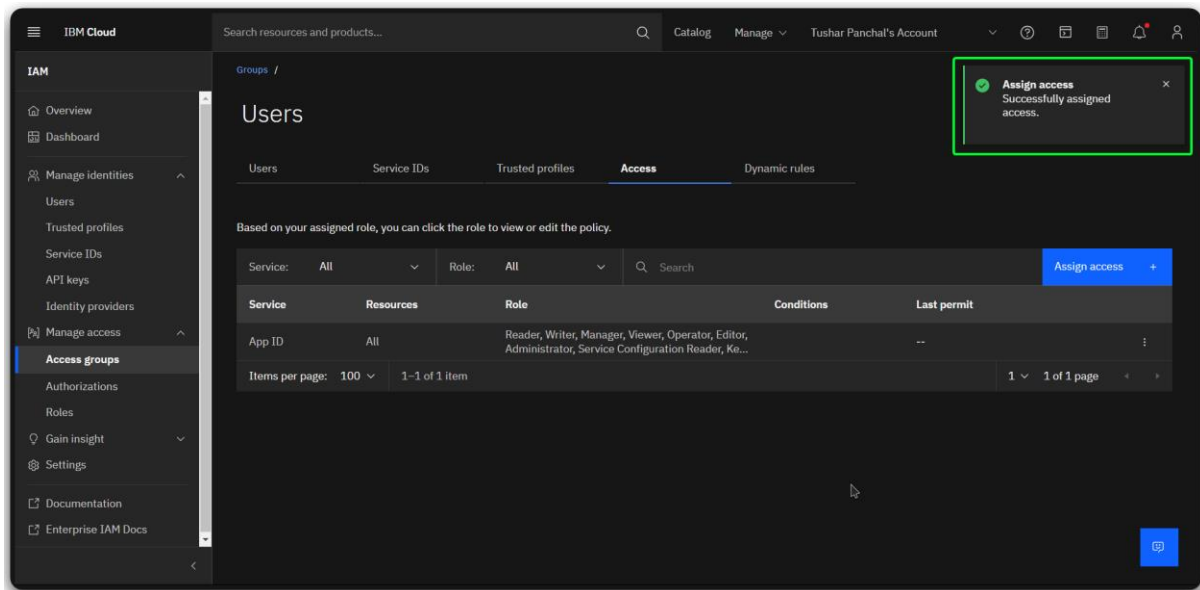 IBM Cloud
Search resources and products...
Catalog
Manage
Tushar Panchal's Account
IAM
Overview
Dashboard
Manage identities
Users
Trusted profiles
Service IDs
API keys
Identity providers
Manage access
Access groups
Authorizations
Roles
Gain insight
Settings
Documentation
Enterprise IAM Docs
Groups /
Users
Assign access
Successfully assigned
access.
Users Service IDs Trusted profiles Access Dynamic rules
Based on your assigned role, you can click the role to view or edit the policy.
Service: All Role: All Search Assign access +
Service Resources Role Conditions Last permit
App ID All Reader, Writer, Manager, Viewer, Operator, Editor,
Administrator, Service Configuration Reader, Ke... --
Items per page: 100 1–1 of 1 item 1 1 of 1 page